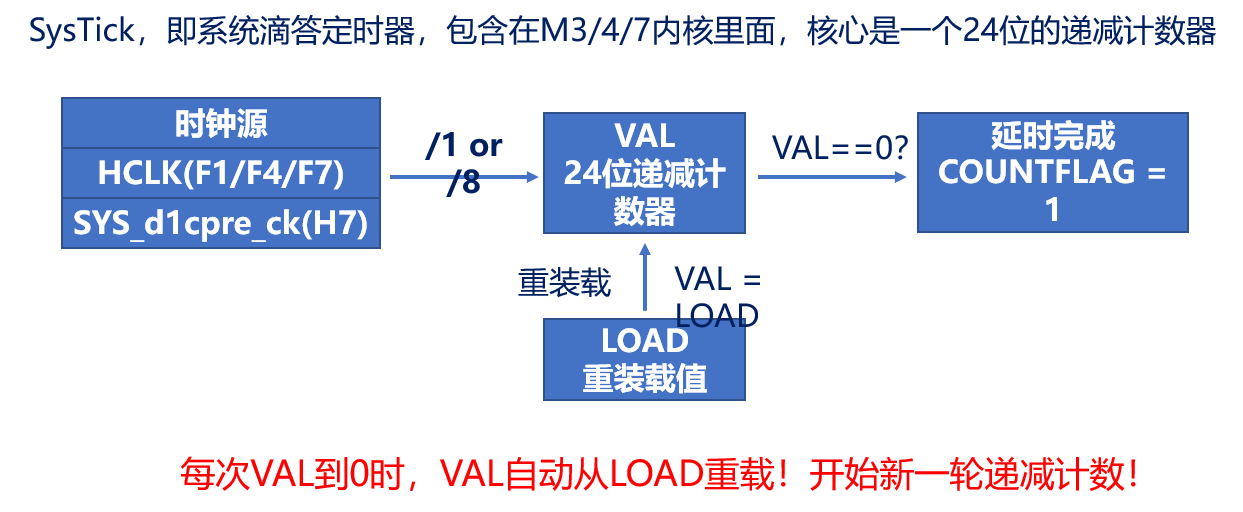 SysTick，即系统滴答定时器，包含在M3/4/7内核里面，核心是一个24位的递减计数器
时钟源
HCLK(F1/F4/F7)
SYS_d1cpre_ck(H7)
/1 or
/8
VAL
24位递减计
数器
VAL==0?
延时完成
COUNTFLAG =
1
重装载
VAL =
LOAD
LOAD
重装载值
每次VAL到0时，VAL自动从LOAD重载！开始新一轮递减计数！